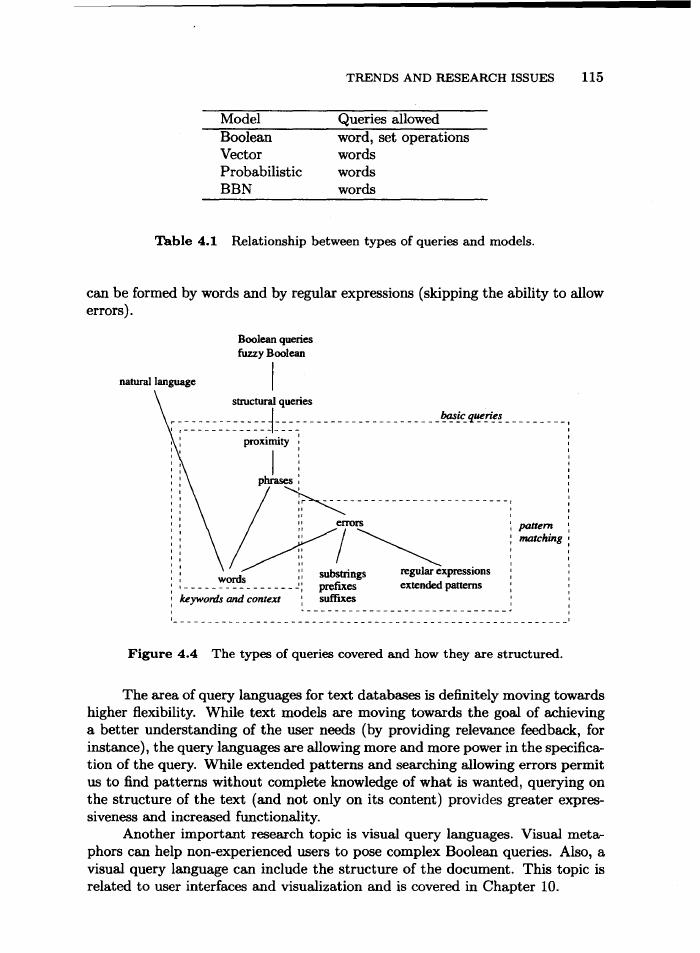 TRENDS AND RESEARCH ISSUES 115
Model Queries allowed
Boolean word, set operations
Vector words
Probabilistic words
BBN words
Table 4.1 Relationship between types of queries and models.
can be formed by words and by regular expressions (skipping the ability to allow
errors).
Boolean queries
fuzzy Boolean
natural language
structural queries
basic queries
proximity
phrases
errors
pattern
matching
words
substrings
prefixes
suffixes
regular expressions
extended patterns
keywords and context
Figure 4.4 The types of queries covered and how they are structured.
The area of query languages for text databases is definitely moving towards
higher flexibility. While text models are moving towards the goal of achieving
a better understanding of the user needs (by providing relevance feedback, for
instance), the query languages are allowing more and more power in the specifica-
tion of the query. While extended patterns and searching allowing errors permit
us to find patterns without complete knowledge of what is wanted, querying on
the structure of the text (and not only on its content) provides greater expres-
siveness and increased functionality.
Another important research topic is visual query languages. Visual meta-
phors can help non-experienced users to pose complex Boolean queries. Also, a
visual query language can include the structure of the document. This topic is
related to user interfaces and visualization and is covered in Chapter 10.